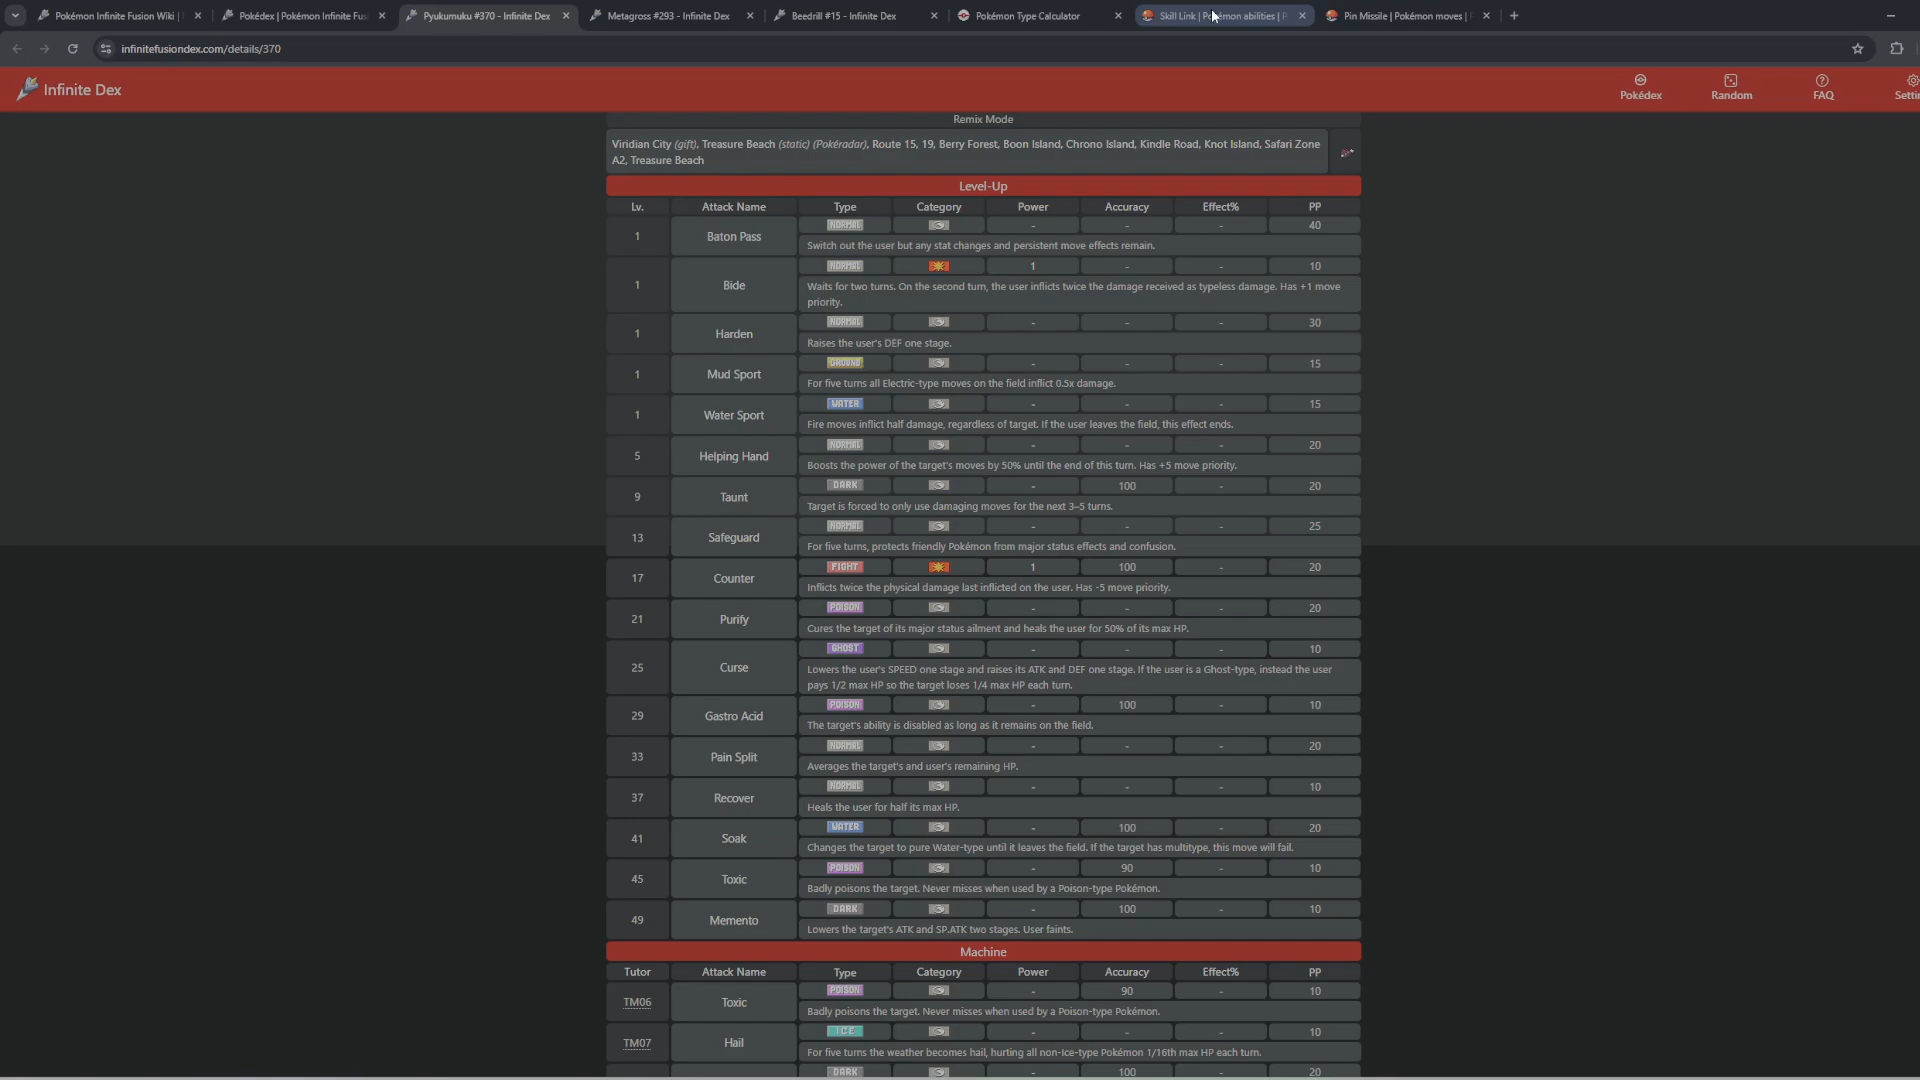 Pokémon Infinite Fusion Wiki |
Pokédex | Pokémon Infinite Fus
Pyukumuku #370 - Infinite Dex
Metagross #293 - Infinite Dex
Beedrill #15 - Infinite Dex
Pokémon Type Calculator
Skill Link | Pokémon abilities | P
Pin Missile | Pokémon moves |
infinitefusiondex.com/details/370
Infinite Dex
Pokédex
Random
FAQ
Settin
Remix Mode
Viridian City (gift), Treasure Beach (static) (Pokéradar), Route 15, 19, Berry Forest, Boon Island, Chrono Island, Kindle Road, Knot Island, Safari Zone
A2, Treasure Beach
Level-Up
Lv. Attack Name Type Category Power Accuracy Effect% PP
1 Baton Pass NORMAL - - - 40
Switch out the user but any stat changes and persistent move effects remain.
1 Bide NORMAL 1 - - 10
Waits for two turns. On the second turn, the user inflicts twice the damage received as typeless damage. Has +1 move
priority.
1 Harden NORMAL - - - 30
Raises the user's DEF one stage.
1 Mud Sport GROUND - - - 15
For five turns all Electric-type moves on the field inflict 0.5x damage.
1 Water Sport WATER - - - 15
Fire moves inflict half damage, regardless of target. If the user leaves the field, this effect ends.
5 Helping Hand NORMAL - - - 20
Boosts the power of the target's moves by 50% until the end of this turn. Has +5 move priority.
9 Taunt DARK - 100 - 20
Target is forced to only use damaging moves for the next 3–5 turns.
13 Safeguard NORMAL - - - 25
For five turns, protects friendly Pokémon from major status effects and confusion.
17 Counter FIGHT 1 100 - 20
Inflicts twice the physical damage last inflicted on the user. Has -5 move priority.
21 Purify POISON - - - 20
Cures the target of its major status ailment and heals the user for 50% of its max HP.
25 Curse GHOST - - - 10
Lowers the user's SPEED one stage and raises its ATK and DEF one stage. If the user is a Ghost-type, instead the user
pays 1/2 max HP so the target loses 1/4 max HP each turn.
29 Gastro Acid POISON - 100 - 10
The target's ability is disabled as long as it remains on the field.
33 Pain Split NORMAL - - - 20
Averages the target's and user's remaining HP.
37 Recover NORMAL - - - 10
Heals the user for half its max HP.
41 Soak WATER - 100 - 20
Changes the target to pure Water-type until it leaves the field. If the target has multitype, this move will fail.
45 Toxic POISON - 90 - 10
Badly poisons the target. Never misses when used by a Poison-type Pokémon.
49 Memento DARK - 100 - 10
Lowers the target's ATK and SP.ATK two stages. User faints.
Machine
Tutor Attack Name Type Category Power Accuracy Effect% PP
TM06 Toxic POISON - 90 - 10
Badly poisons the target. Never misses when used by a Poison-type Pokémon.
TM07 Hail ICE - - - 10
For five turns the weather becomes hail, hurting all non-Ice-type Pokémon 1/16th max HP each turn.
DARK - 100 - 20